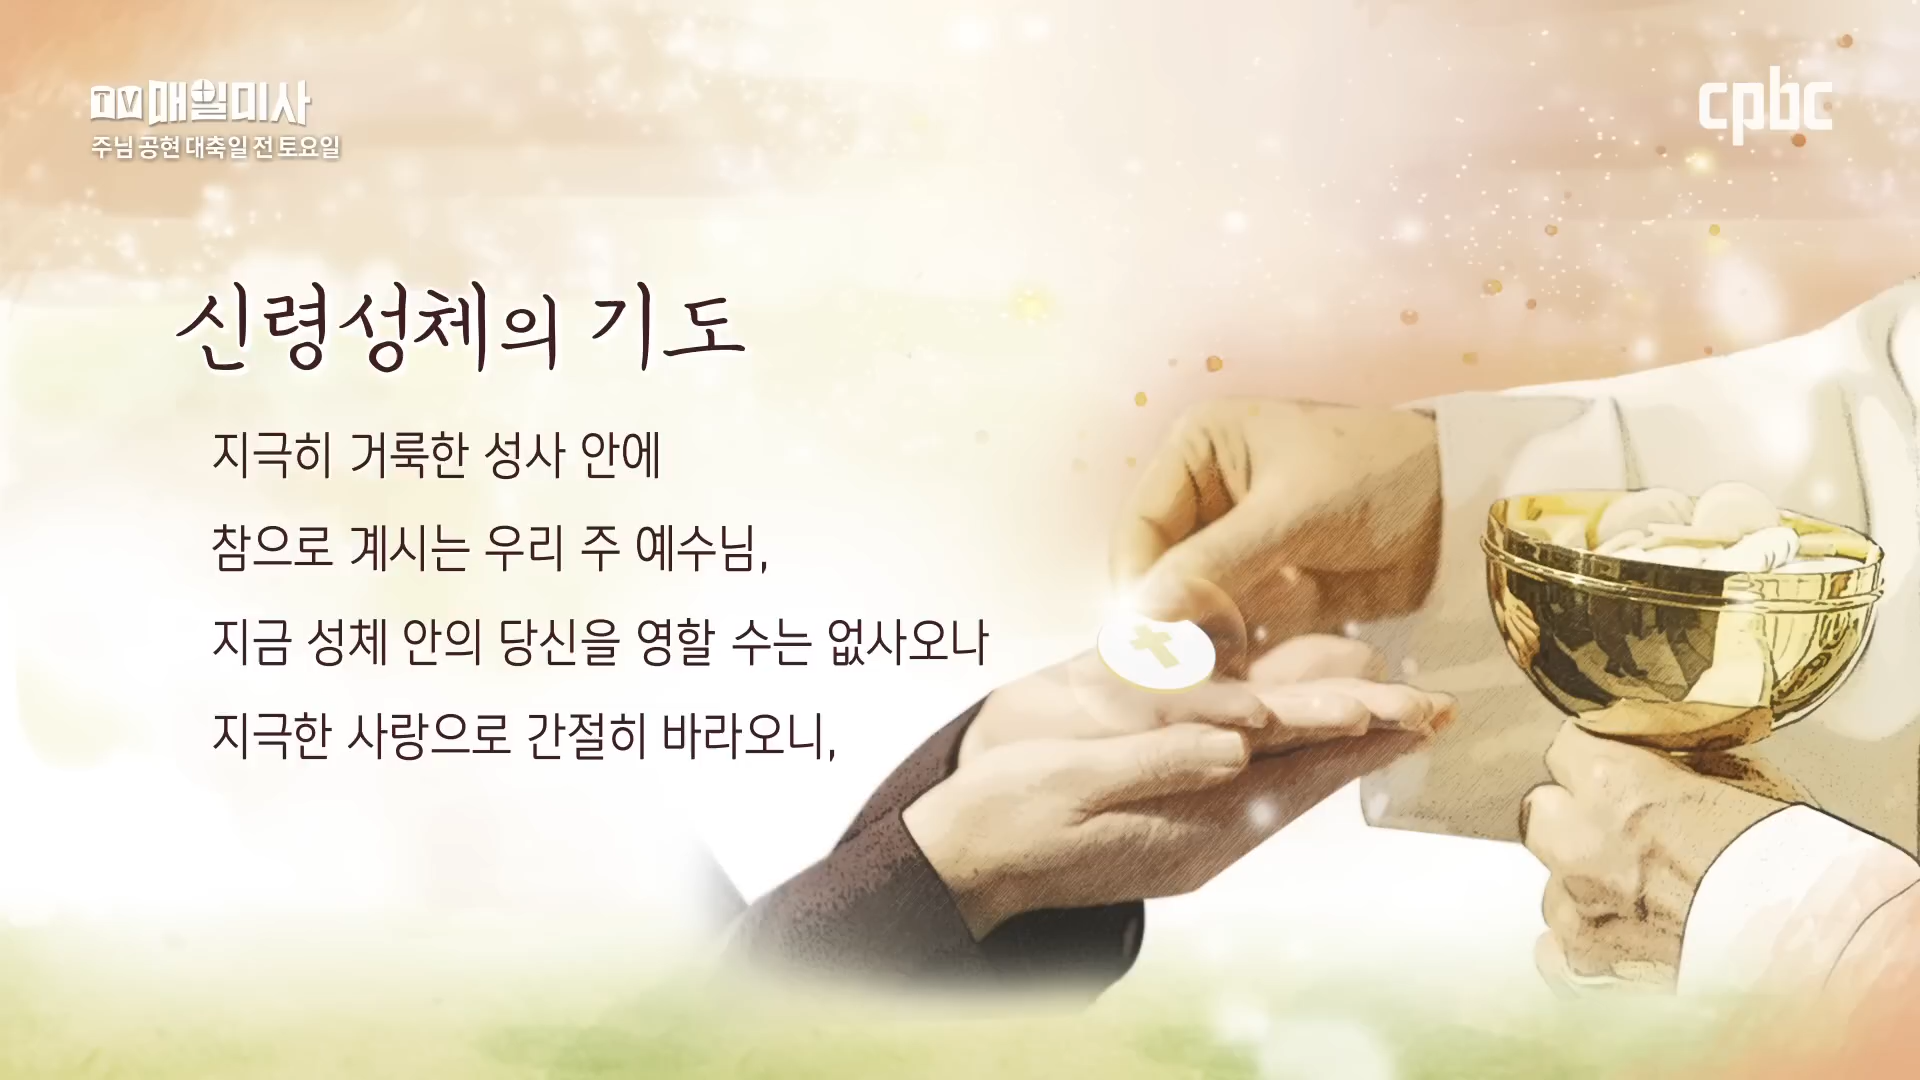 TV매일미사
주님 공현 대축일 전 토요일
cpbc
신령성체의 기도
지극히 거룩한 성사 안에
참으로 계시는 우리 주 예수님,
지금 성체 안의 당신을 영할 수는 없사오나
지극한 사랑으로 간절히 바라오니,